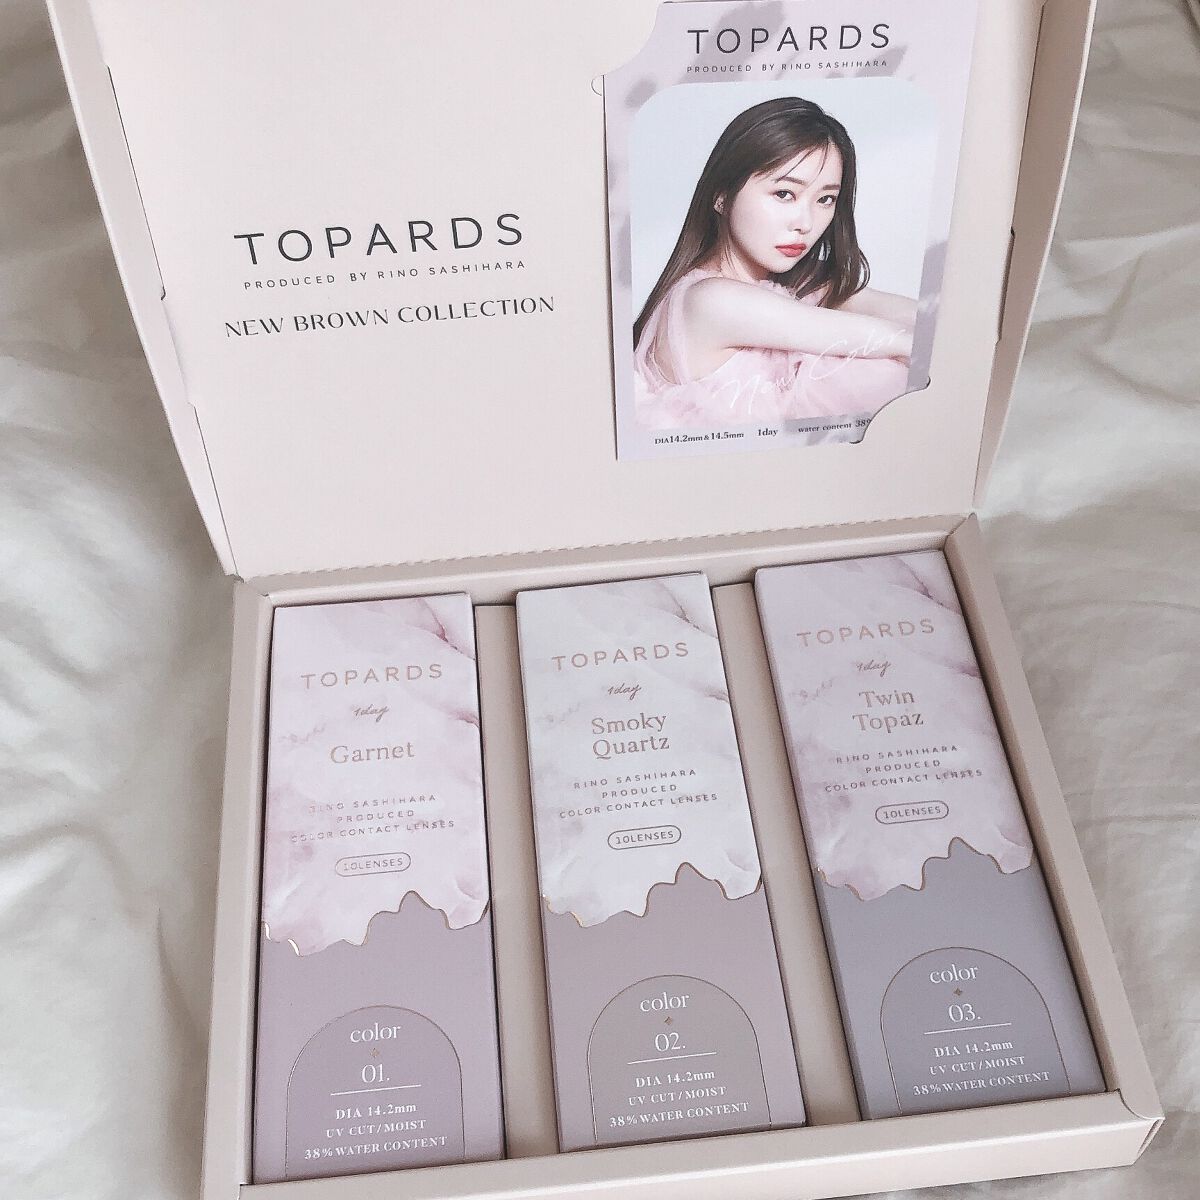 TOPARDS
PRODUCED BY RINO SASHIHARA
NEW BROWN COLLECTION
TOPARDS
PRODUCED BY RINO SASHIHARA
New Color
DIA14.2mm&14.5mm 1day water content 38%
TOPARDS
1day
Garnet
RINO SASHIHARA
PRODUCED
COLOR CONTACT LENSES
10LENSES
color
01.
DIA 14.2mm
UV CUT/MOIST
38% WATER CONTENT
TOPARDS
1day
Smoky
Quartz
RINO SASHIHARA
PRODUCED
COLOR CONTACT LENSES
10LENSES
color
02.
DIA 14.2mm
UV CUT/MOIST
38% WATER CONTENT
TOPARDS
1day
Twin
Topaz
RINO SASHIHARA
PRODUCED
COLOR CONTACT LENSES
10LENSES
color
03.
DIA 14.2mm
UV CUT/MOIST
38% WATER CONTENT